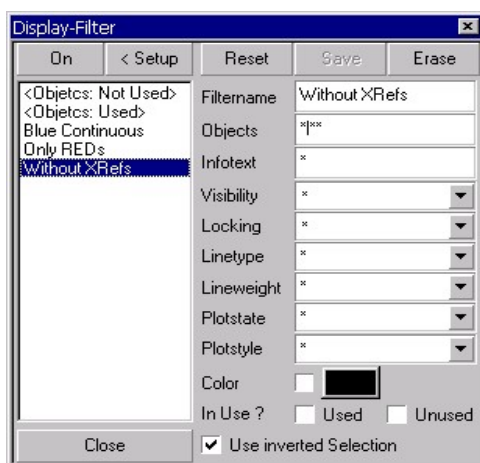 Display-Filter
On < Setup Reset Save Erase
<Objetcs: Not Used>
<Objetcs: Used>
Blue Continuous
Only REDs
Without XRefs
Filtername Without XRefs
Objects *|**
Infotext *
Visibility *
Locking *
Linetype *
Lineweight *
Plotstate *
Plotstyle *
Color
In Use ? Used Unused
Close Use inverted Selection